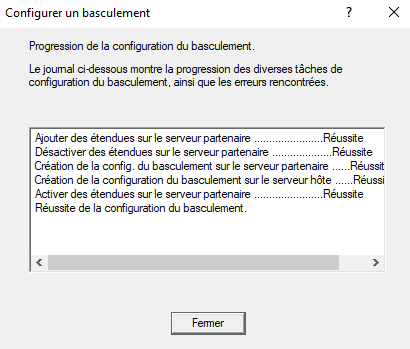 Configurer un basculement
Progression de la configuration du basculement.
Le journal ci-dessous montre la progression des diverses tâches de
configuration du basculement, ainsi que les erreurs rencontrées.
Ajouter des étendues sur le serveur partenaire .......................Réussite
Désactiver des étendues sur le serveur partenaire ....................Réussite
Création de la config. du basculement sur le serveur partenaire ......Réussit
Création de la configuration du basculement sur le serveur hôte ......Réussi
Activer des étendues sur le serveur partenaire .......................Réussite
Réussite de la configuration du basculement.
Fermer